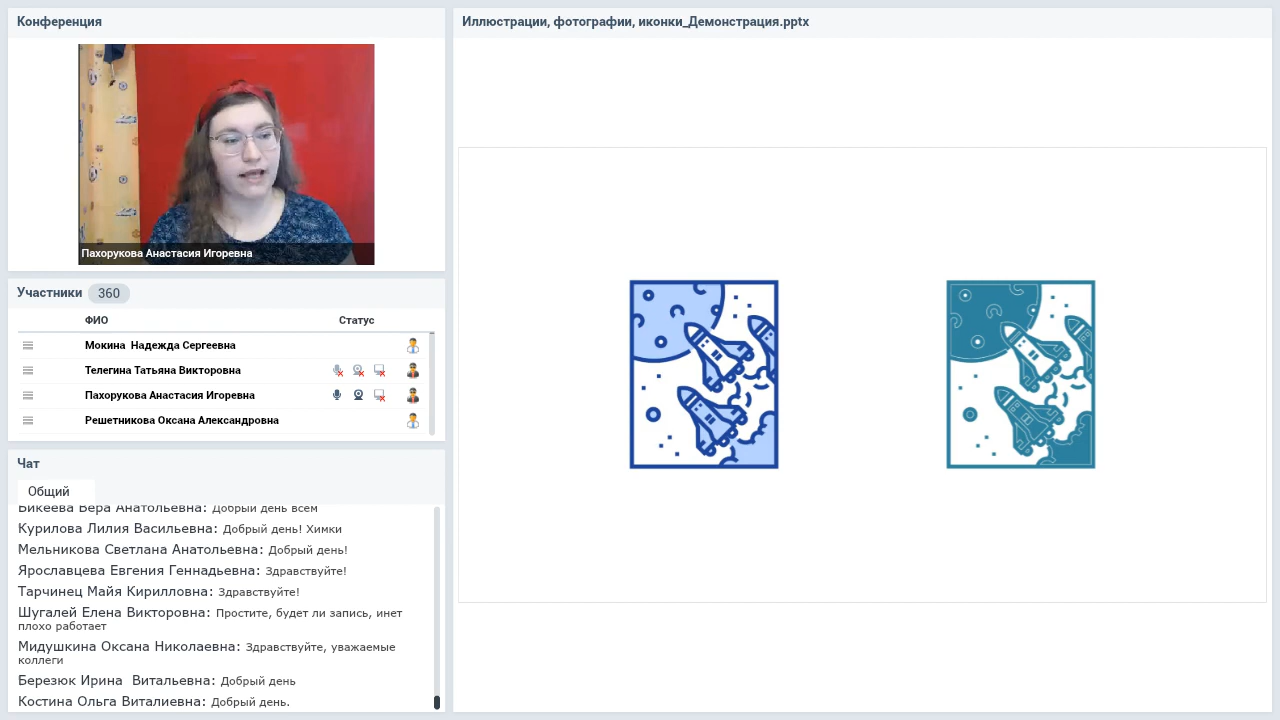 Конференция
Пахорукова Анастасия Игоревна
Участники 360
ФИО Статус
Мокина Надежда Сергеевна
Телегина Татьяна Викторовна
Пахорукова Анастасия Игоревна
Решетникова Оксана Александровна
Чат
Общий
Бикеева Вера Анатольевна: Добрый день всем
Курилова Лилия Васильевна: Добрый день! Химки
Мельникова Светлана Анатольевна: Добрый день!
Ярославцева Евгения Геннадьевна: Здравствуйте!
Тарчинец Майя Кирилловна: Здравствуйте!
Шугалей Елена Викторовна: Простите, будет ли запись, инет
плохо работает
Мидушкина Оксана Николаевна: Здравствуйте, уважаемые
коллеги
Березюк Ирина Витальевна: Добрый день
Костина Ольга Виталиевна: Добрый день.
Иллюстрации, фотографии, иконки_Демонстрация.pptx